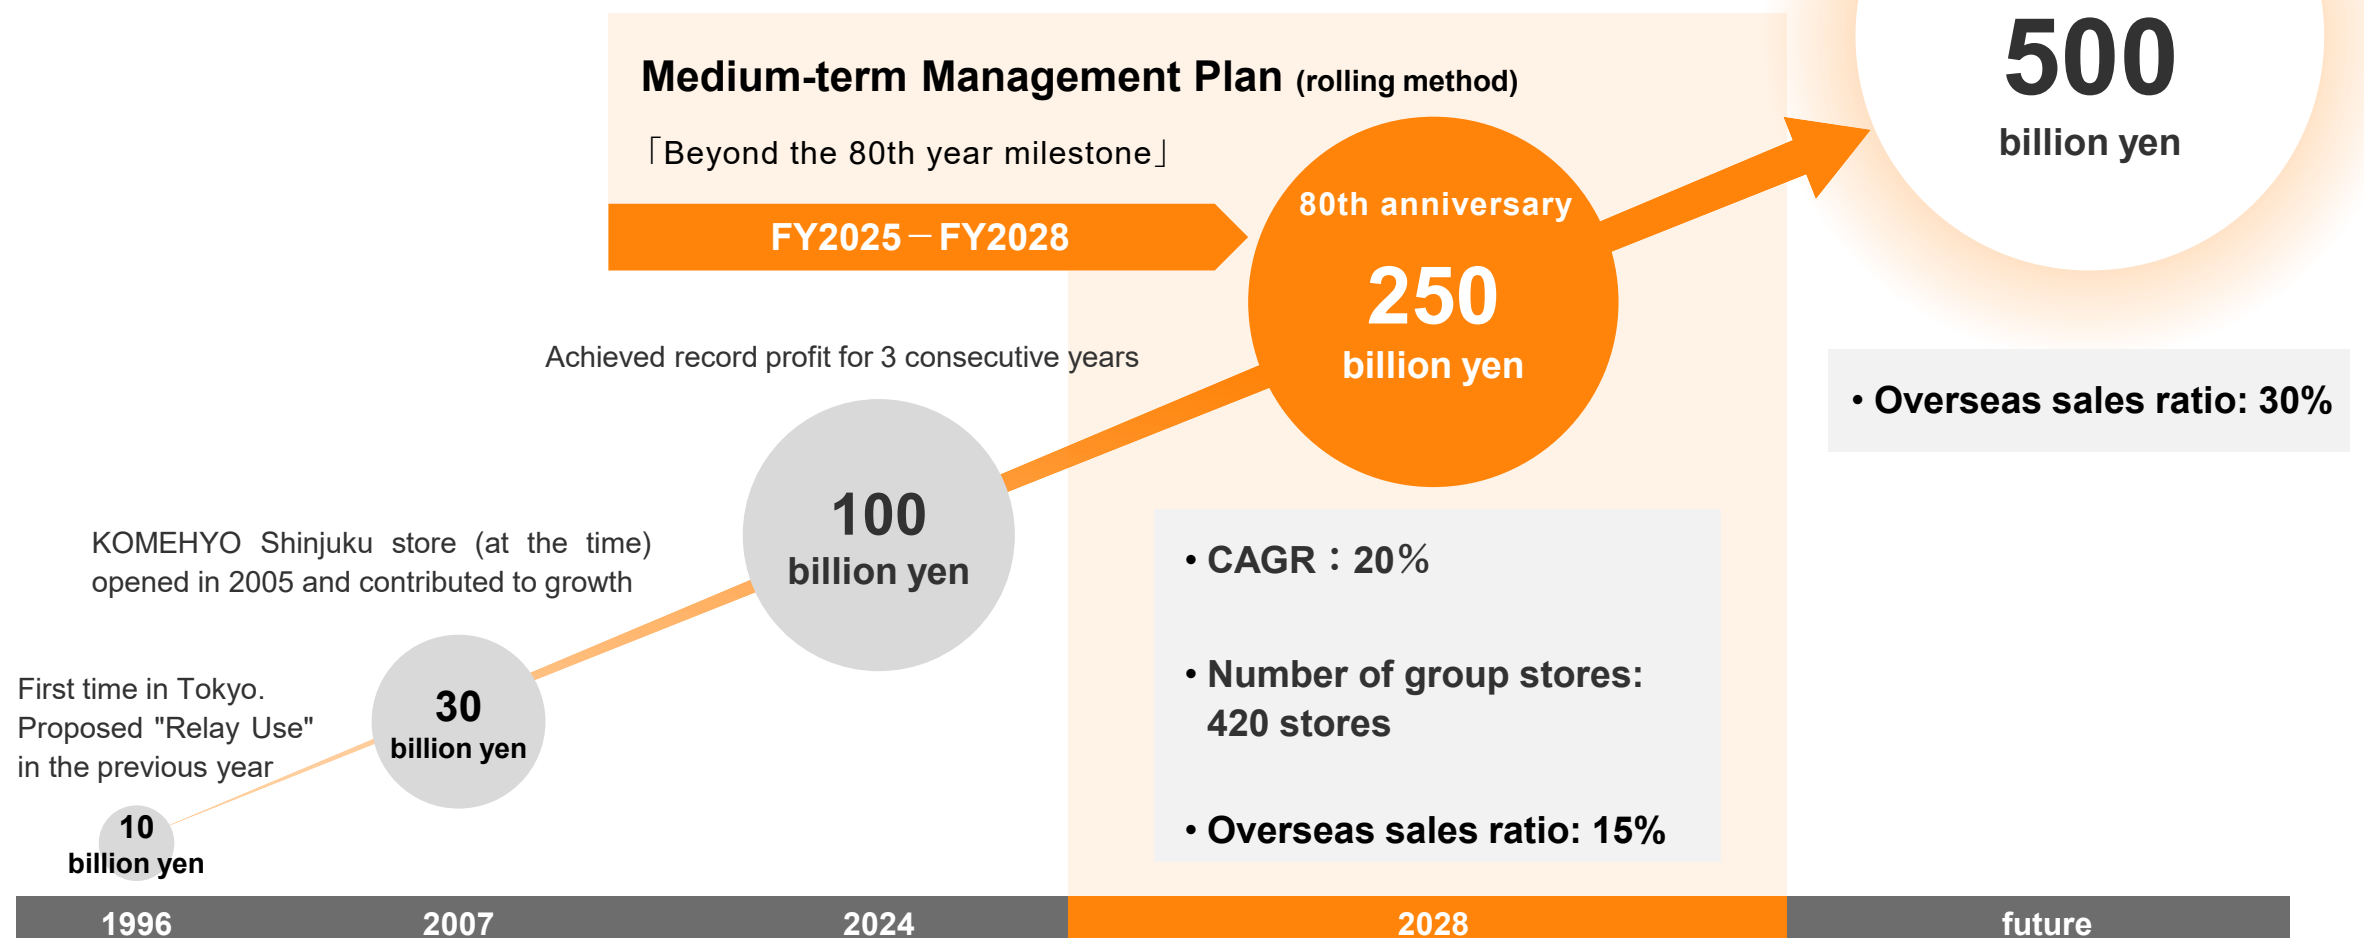 Medium-term Management Plan (rolling method)
「Beyond the 80th year milestone」
FY2025－FY2028
80th anniversary
250
billion yen
500
billion yen
• Overseas sales ratio: 30%
Achieved record profit for 3 consecutive years
100
billion yen
KOMEHYO Shinjuku store (at the time)
opened in 2005 and contributed to growth
30
billion yen
First time in Tokyo.
Proposed "Relay Use"
in the previous year
10
billion yen
• CAGR：20％
• Number of group stores:
420 stores
• Overseas sales ratio: 15%
1996
2007
2024
2028
future